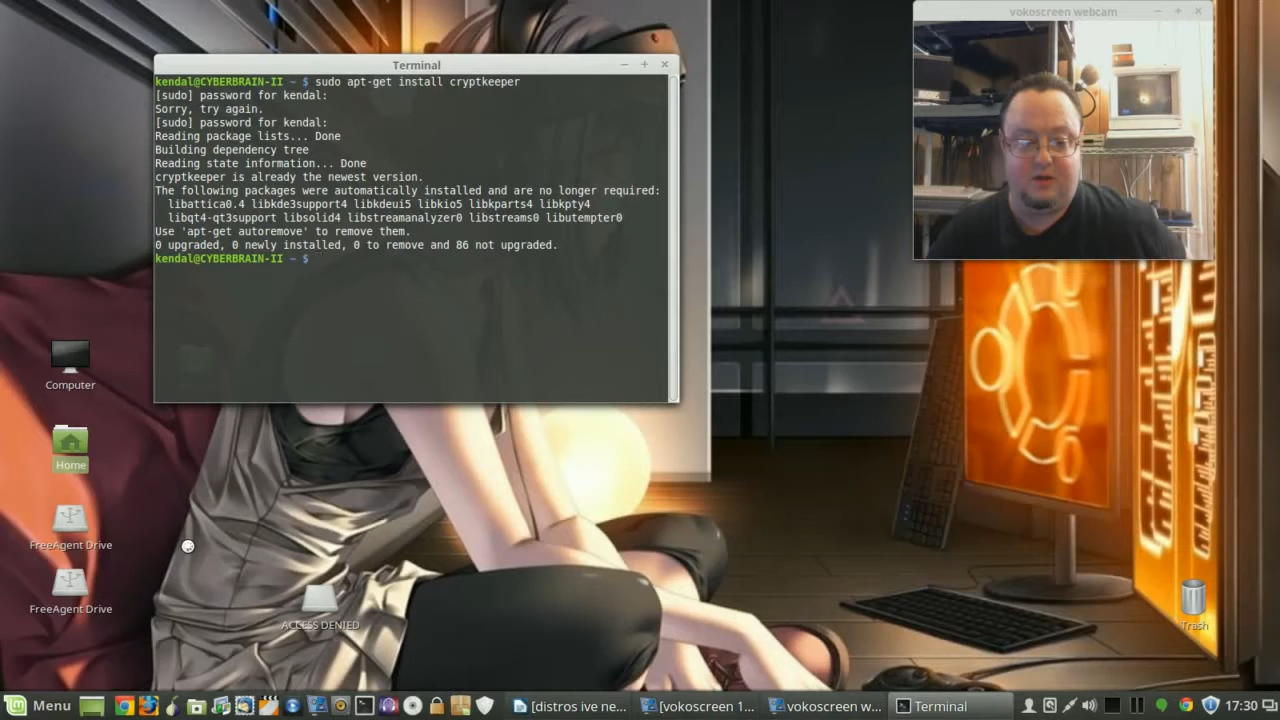 vokoscreen webcam
Terminal
kendal@CYBERBRAIN-II ~ $ sudo apt-get install cryptkeeper
[sudo] password for kendal:
Sorry, try again.
[sudo] password for kendal:
Reading package lists... Done
Building dependency tree
Reading state information... Done
cryptkeeper is already the newest version.
The following packages were automatically installed and are no longer required:
libattica0.4 libkde3support4 libkdeui5 libkio5 libkparts4 libkpty4
libqt4-qt3support libsolid4 libstreamanalyzer0 libstreams0 libutempter0
Use 'apt-get autoremove' to remove them.
0 upgraded, 0 newly installed, 0 to remove and 86 not upgraded.
kendal@CYBERBRAIN-II ~ $
Computer
Home
FreeAgent Drive
FreeAgent Drive
ACCESS DENIED
Trash
Menu
[distros ive ne...
[vokoscreen 1...
vokoscreen w...
Terminal
17:30